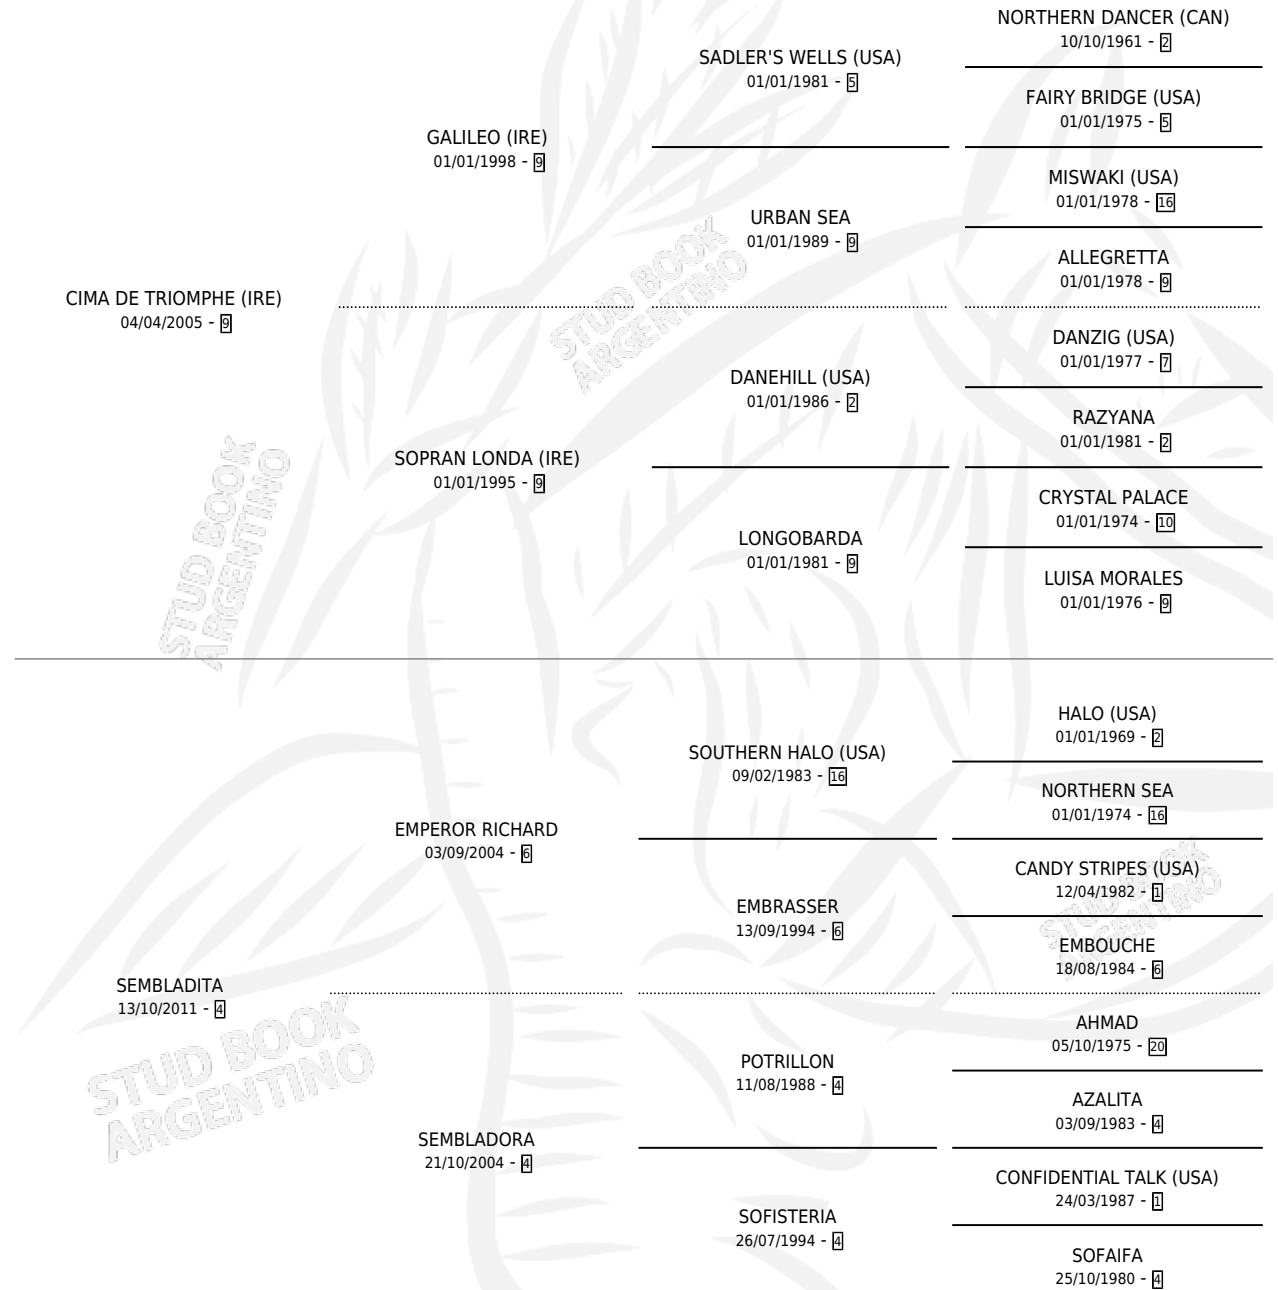 NORTHERN DANCER (CAN)
10/10/1961 - 2
SADLER'S WELLS (USA)
01/01/1981 - 5
FAIRY BRIDGE (USA)
01/01/1975 - 5
GALILEO (IRE)
01/01/1998 - 9
MISWAKI (USA)
01/01/1978 - 16
URBAN SEA
01/01/1989 - 9
ALLEGRETTA
01/01/1978 - 9
CIMA DE TRIOMPHE (IRE)
04/04/2005 - 9
DANZIG (USA)
01/01/1977 - 7
DANEHILL (USA)
01/01/1986 - 2
RAZYANA
01/01/1981 - 2
SOPRAN LONDA (IRE)
01/01/1995 - 9
CRYSTAL PALACE
01/01/1974 - 10
LONGOBARDA
01/01/1981 - 9
LUISA MORALES
01/01/1976 - 9
HALO (USA)
01/01/1969 - 2
SOUTHERN HALO (USA)
09/02/1983 - 16
NORTHERN SEA
01/01/1974 - 16
EMPEROR RICHARD
03/09/2004 - 6
CANDY STRIPES (USA)
12/04/1982 - 1
EMBRASSER
13/09/1994 - 6
EMBOUCHE
18/08/1984 - 6
SEMBLADITA
13/10/2011 - 4
AHMAD
05/10/1975 - 20
POTRILLON
11/08/1988 - 4
AZALITA
03/09/1983 - 4
SEMBLADORA
21/10/2004 - 4
CONFIDENTIAL TALK (USA)
24/03/1987 - 1
SOFISTERIA
26/07/1994 - 4
SOFAIFA
25/10/1980 - 4
STUD BOOK
ARGENTINO
STUD BOOK
ARGENTINO
STUD BOOK
ARGENTINO
STUD BOOK
ARGENTINO